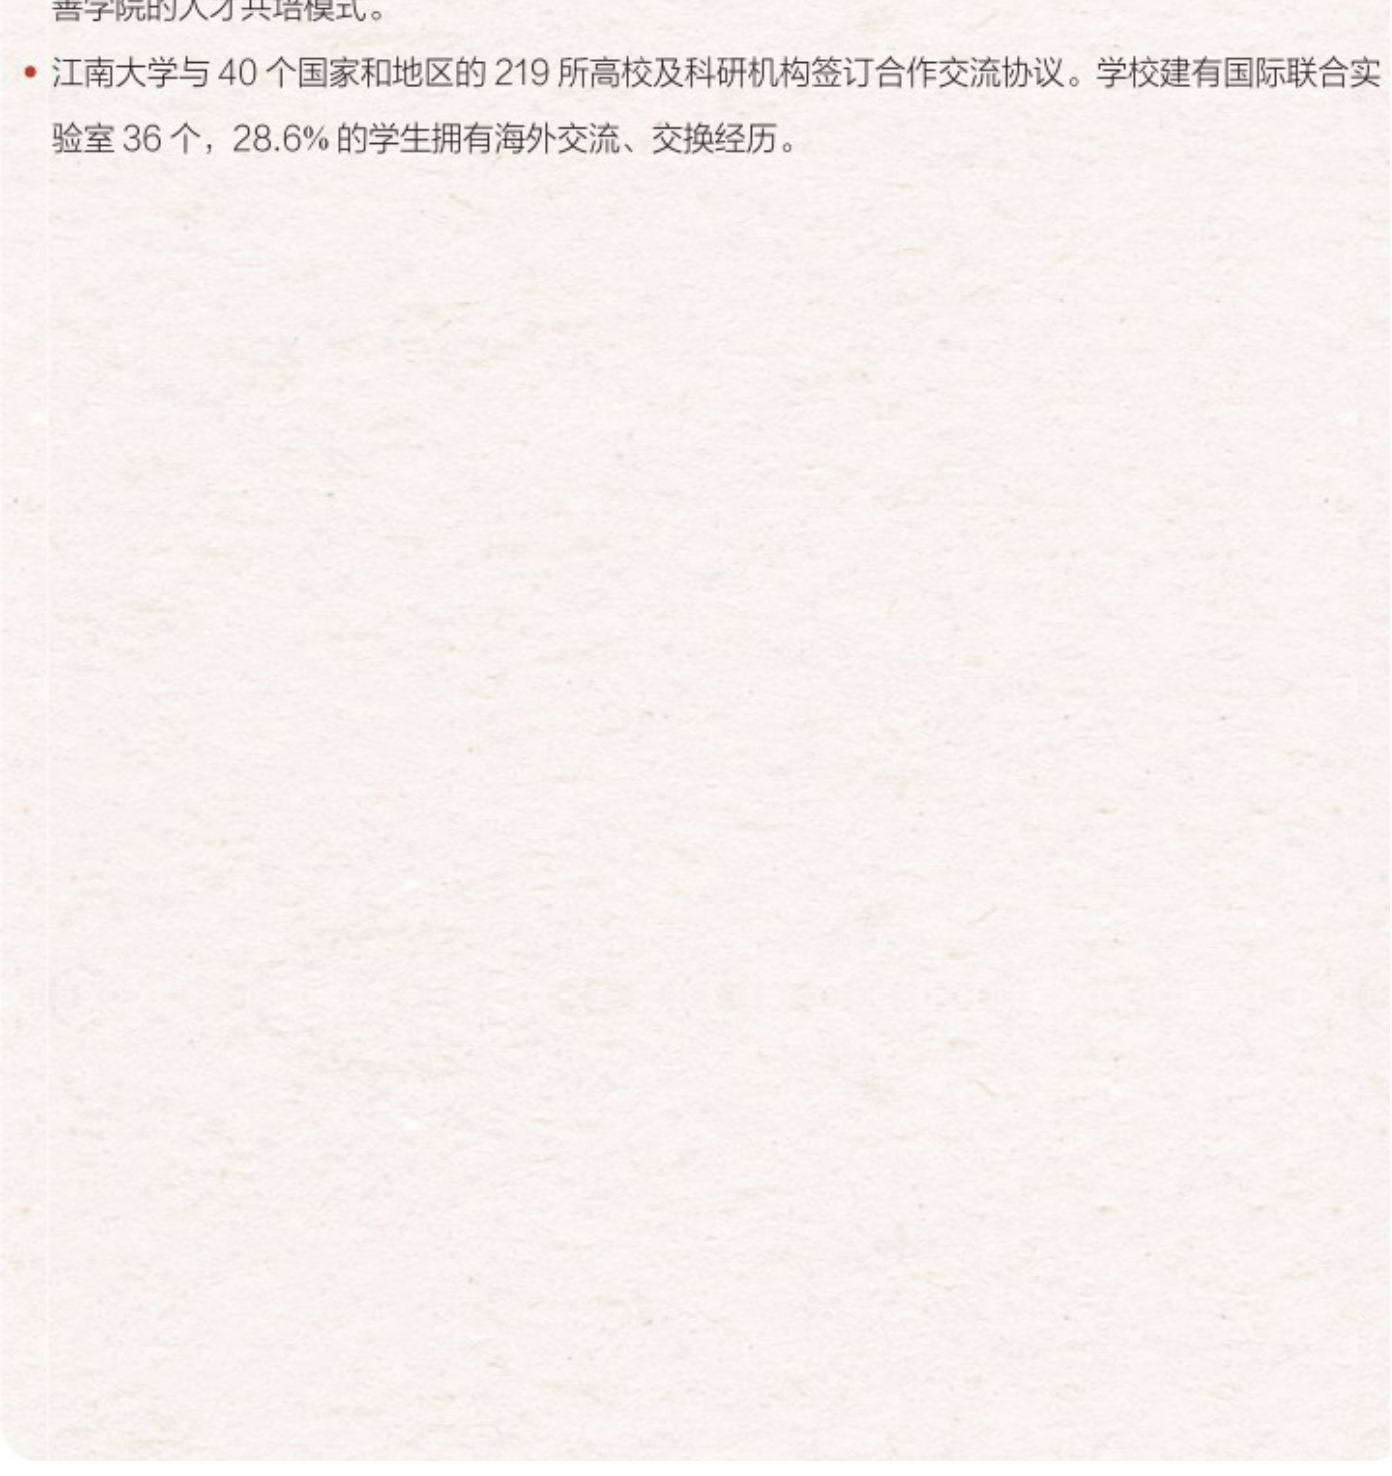 善学院的人才共培模式。
• 江南大学与 40 个国家和地区的 219 所高校及科研机构签订合作交流协议。学校建有国际联合实
验室 36 个，28.6% 的学生拥有海外交流、交换经历。